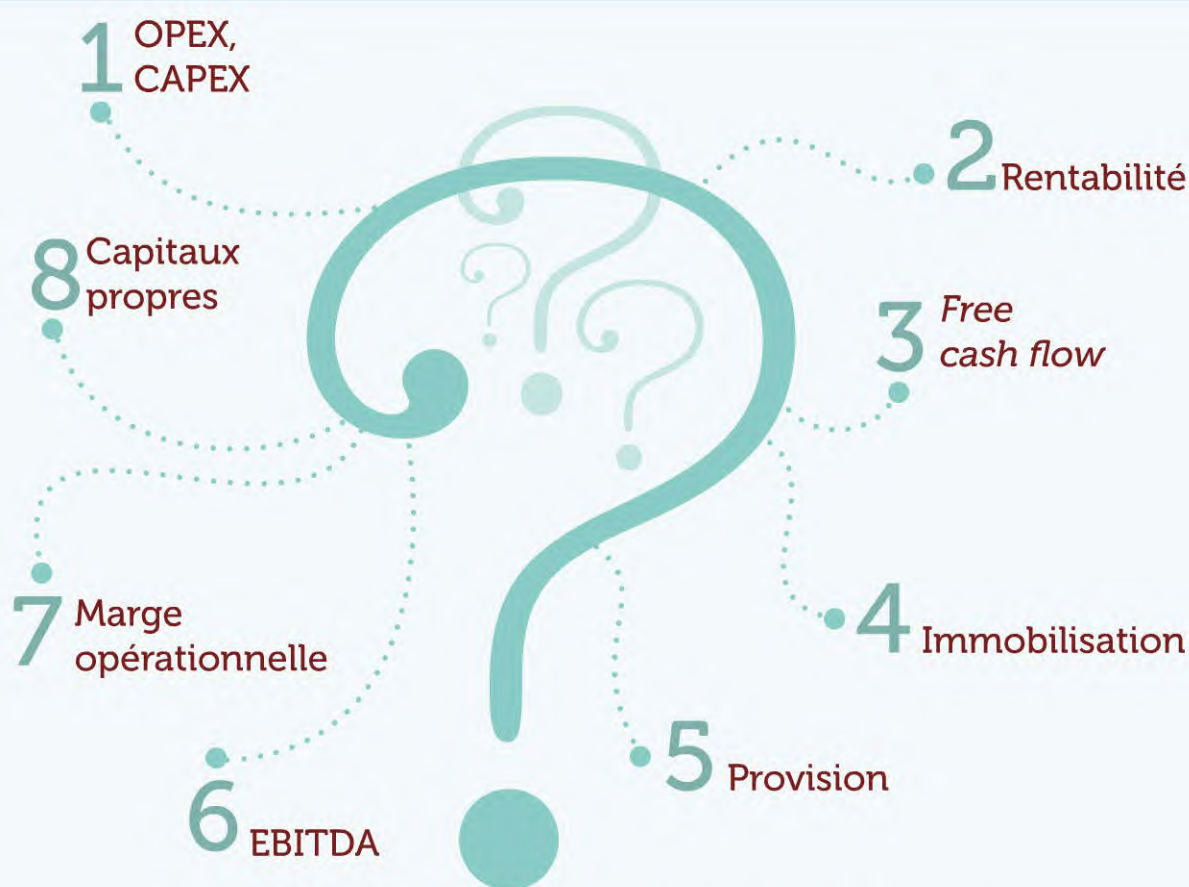 1 OPEX,
CAPEX
2 Rentabilité
3 Free
cash flow
4 Immobilisation
5 Provision
6 EBITDA
7 Marge
opérationnelle
8 Capitaux
propres